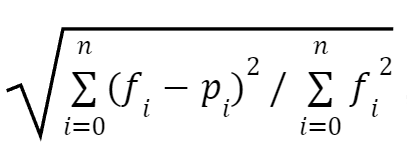 √(∑_{i=0}^{n} (f_i − p_i)^2 / ∑_{i=0}^{n} f_i^2)